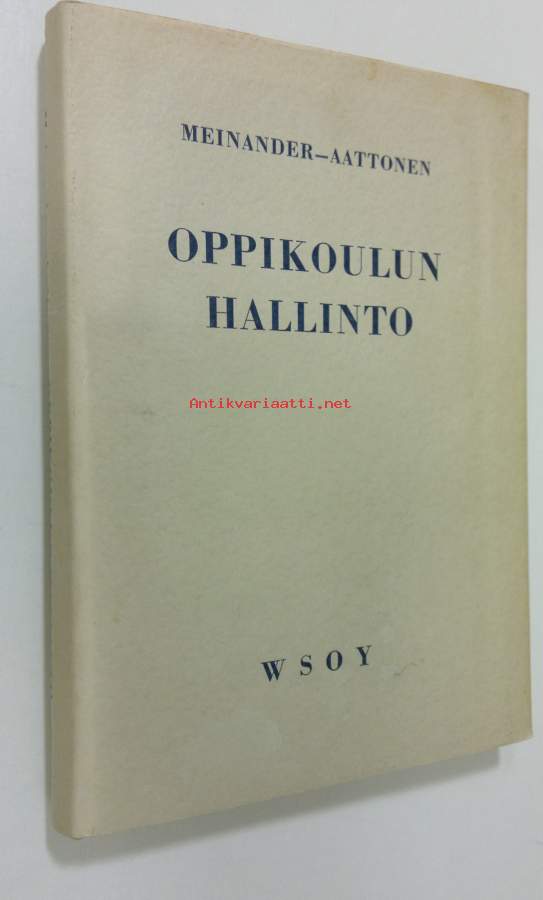 MEINANDER–AATTONEN
OPPIKOULUN
HALLINTO
Antikvariaatti.net
WSOY